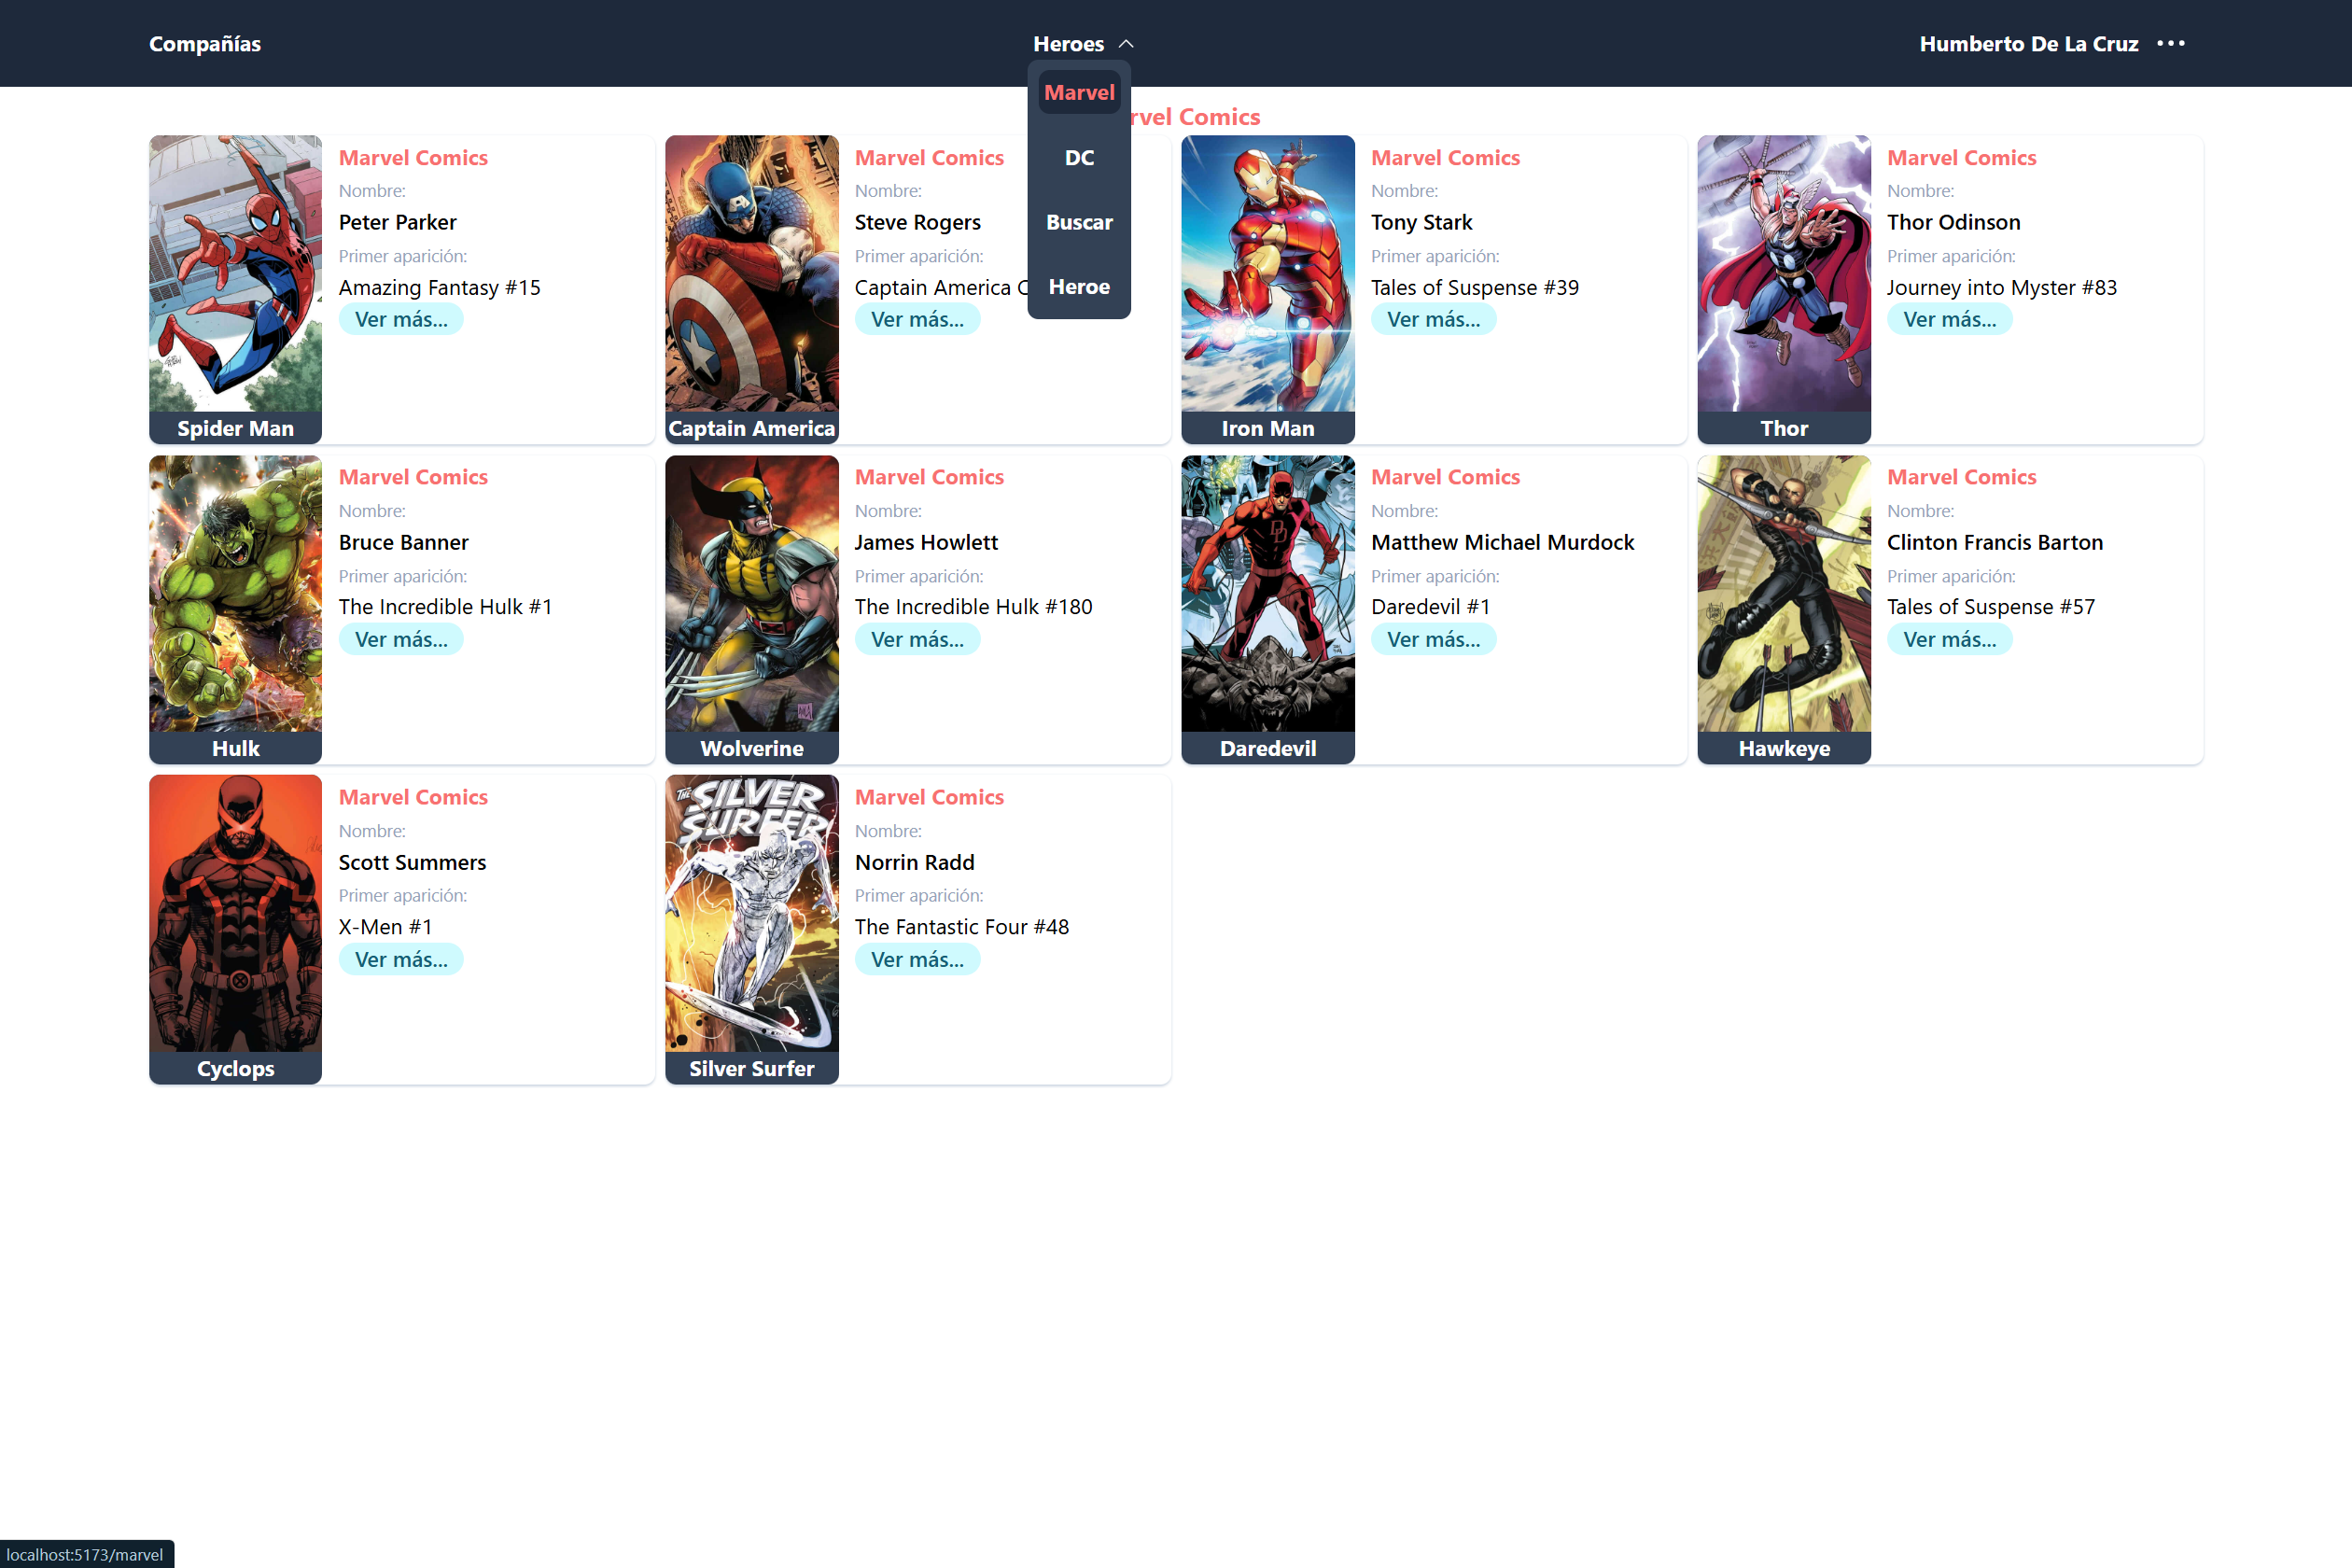 Compañías
Heroes
Humberto De La Cruz
Marvel
DC
Buscar
Heroe
rvel Comics
Marvel Comics
Nombre:
Peter Parker
Primer aparición:
Amazing Fantasy #15
Ver más...
Spider Man
Marvel Comics
Nombre:
Steve Rogers
Primer aparición:
Captain America C
Ver más...
Captain America
Marvel Comics
Nombre:
Tony Stark
Primer aparición:
Tales of Suspense #39
Ver más...
Iron Man
Marvel Comics
Nombre:
Thor Odinson
Primer aparición:
Journey into Myster #83
Ver más...
Thor
Marvel Comics
Nombre:
Bruce Banner
Primer aparición:
The Incredible Hulk #1
Ver más...
Hulk
Marvel Comics
Nombre:
James Howlett
Primer aparición:
The Incredible Hulk #180
Ver más...
Wolverine
DD
Marvel Comics
Nombre:
Matthew Michael Murdock
Primer aparición:
Daredevil #1
Ver más...
Daredevil
Marvel Comics
Nombre:
Clinton Francis Barton
Primer aparición:
Tales of Suspense #57
Ver más...
Hawkeye
Marvel Comics
Nombre:
Scott Summers
Primer aparición:
X-Men #1
Ver más...
Cyclops
THE
SILVER
SURFER
Marvel Comics
Nombre:
Norrin Radd
Primer aparición:
The Fantastic Four #48
Ver más...
Silver Surfer
localhost:5173/marvel